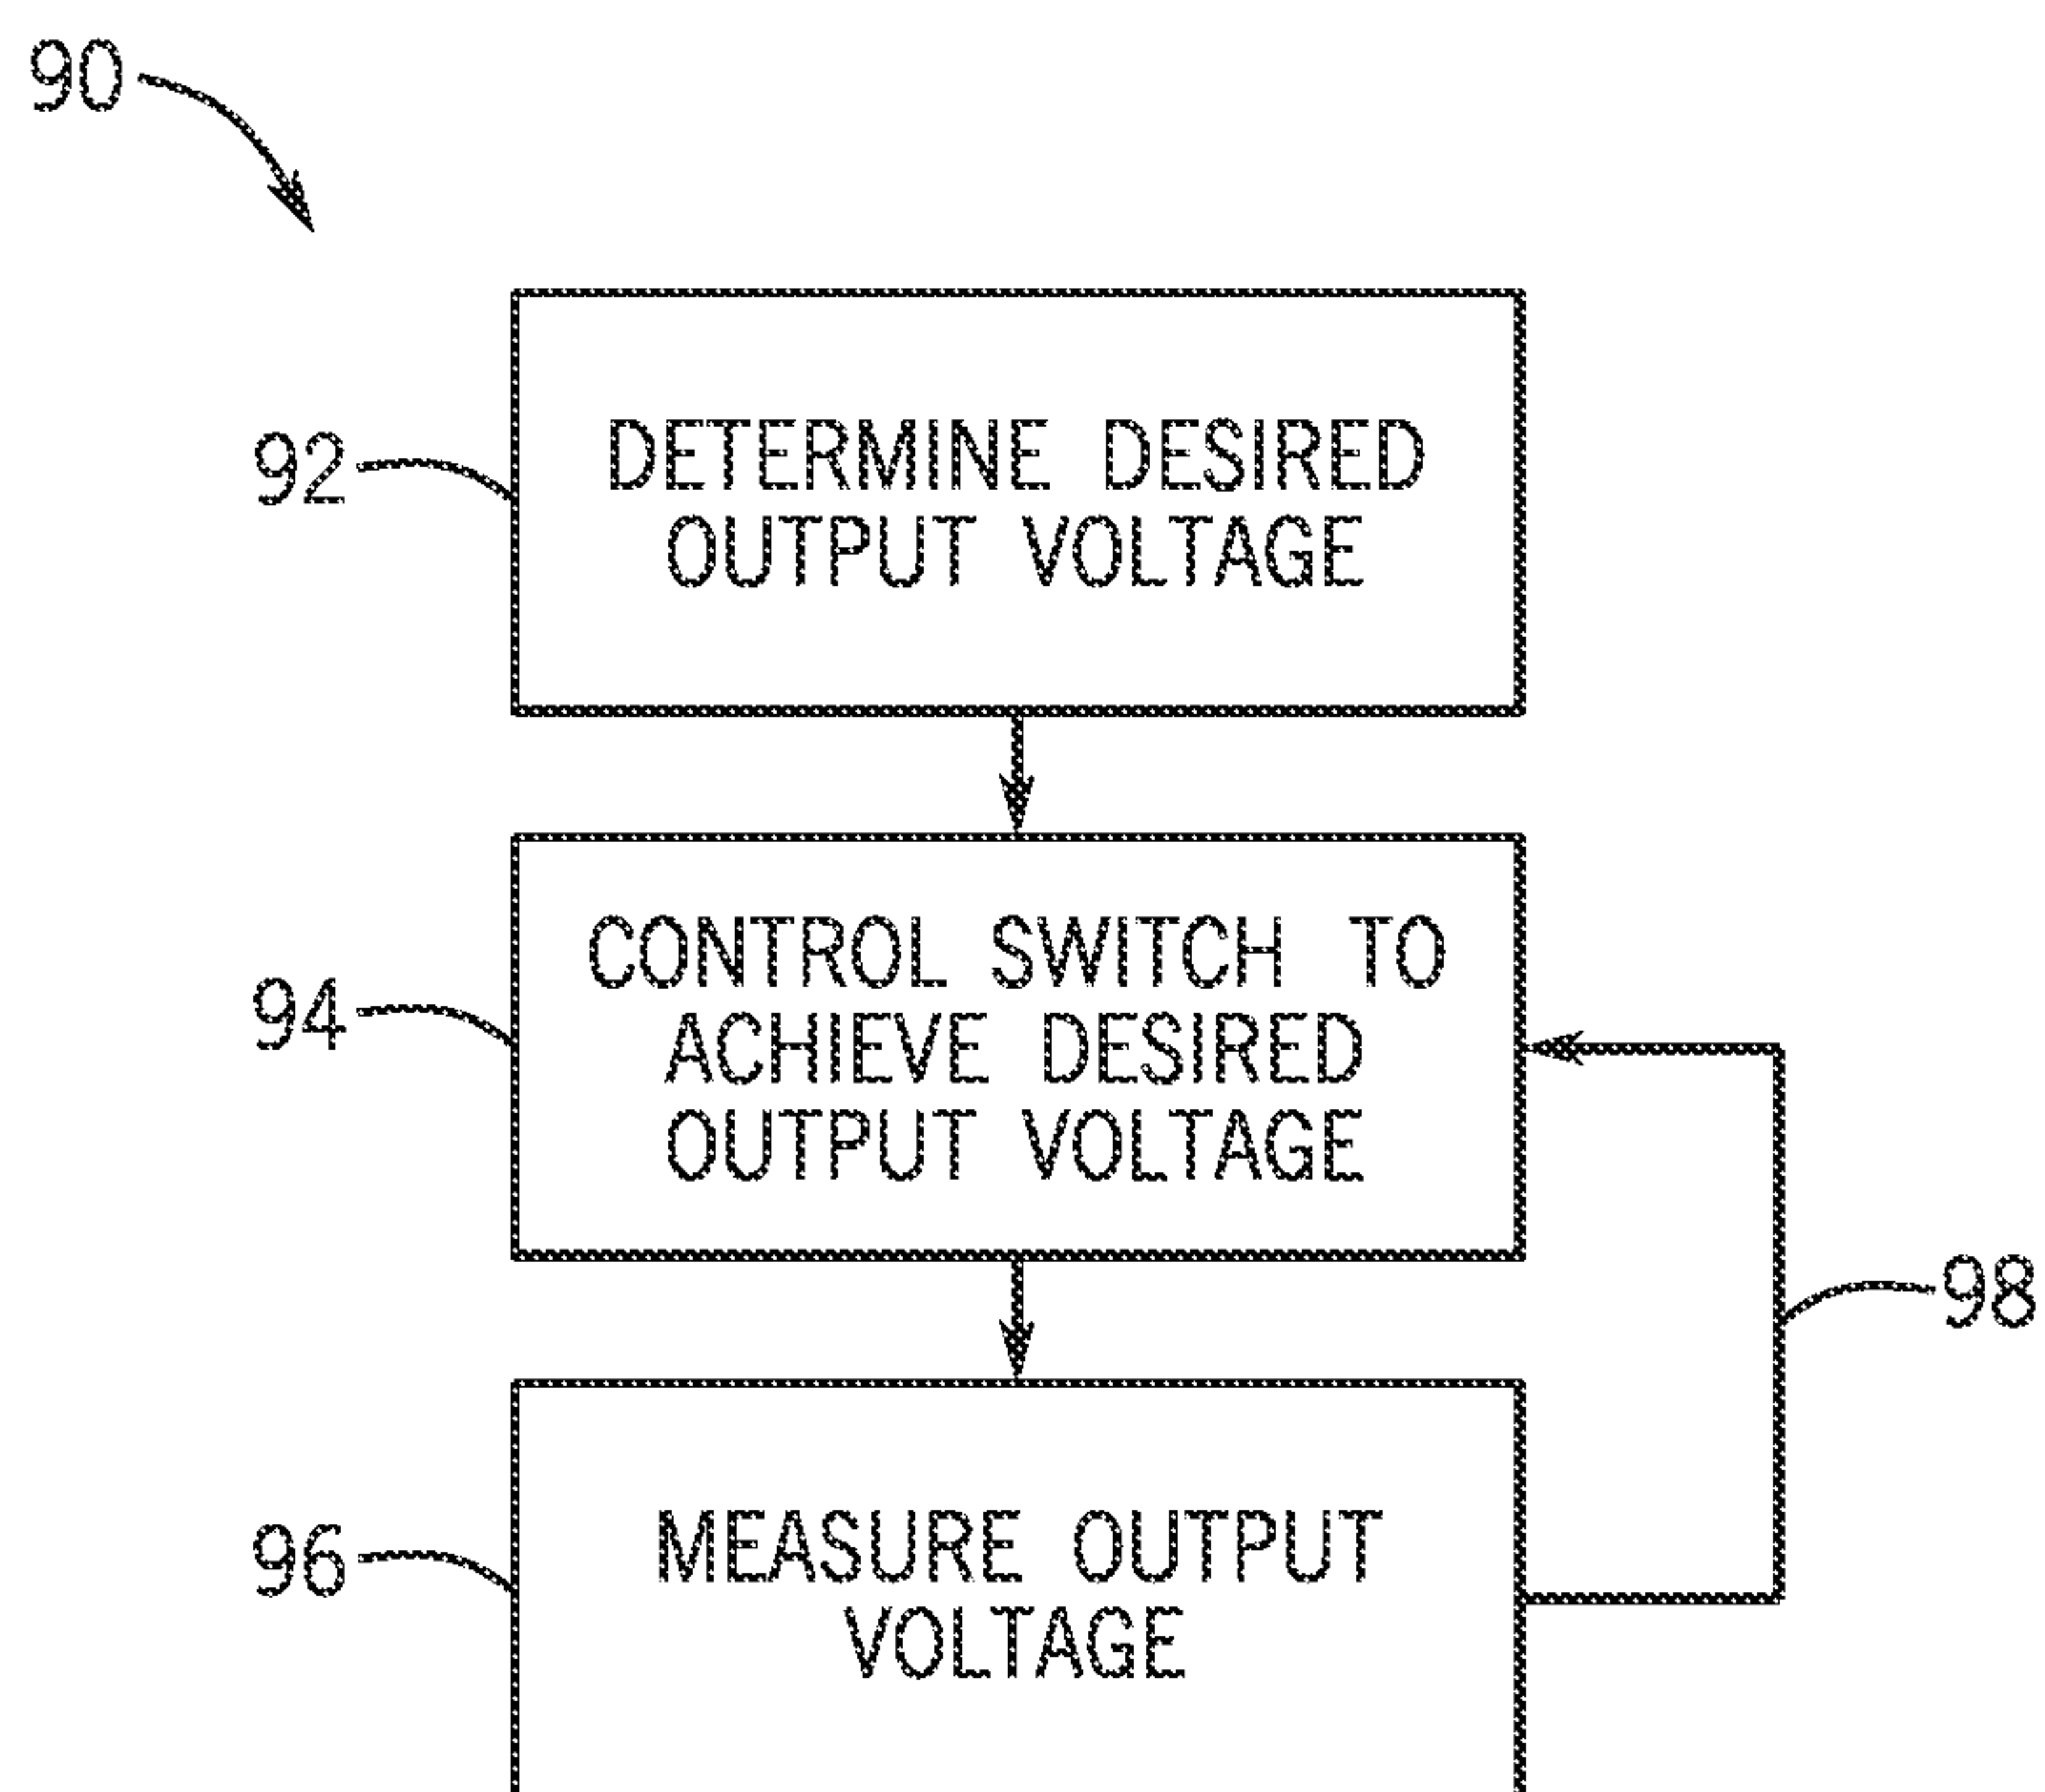 90
92
DETERMINE DESIRED
OUTPUT VOLTAGE
94
CONTROL SWITCH TO
ACHIEVE DESIRED
OUTPUT VOLTAGE
98
96
MEASURE OUTPUT
VOLTAGE